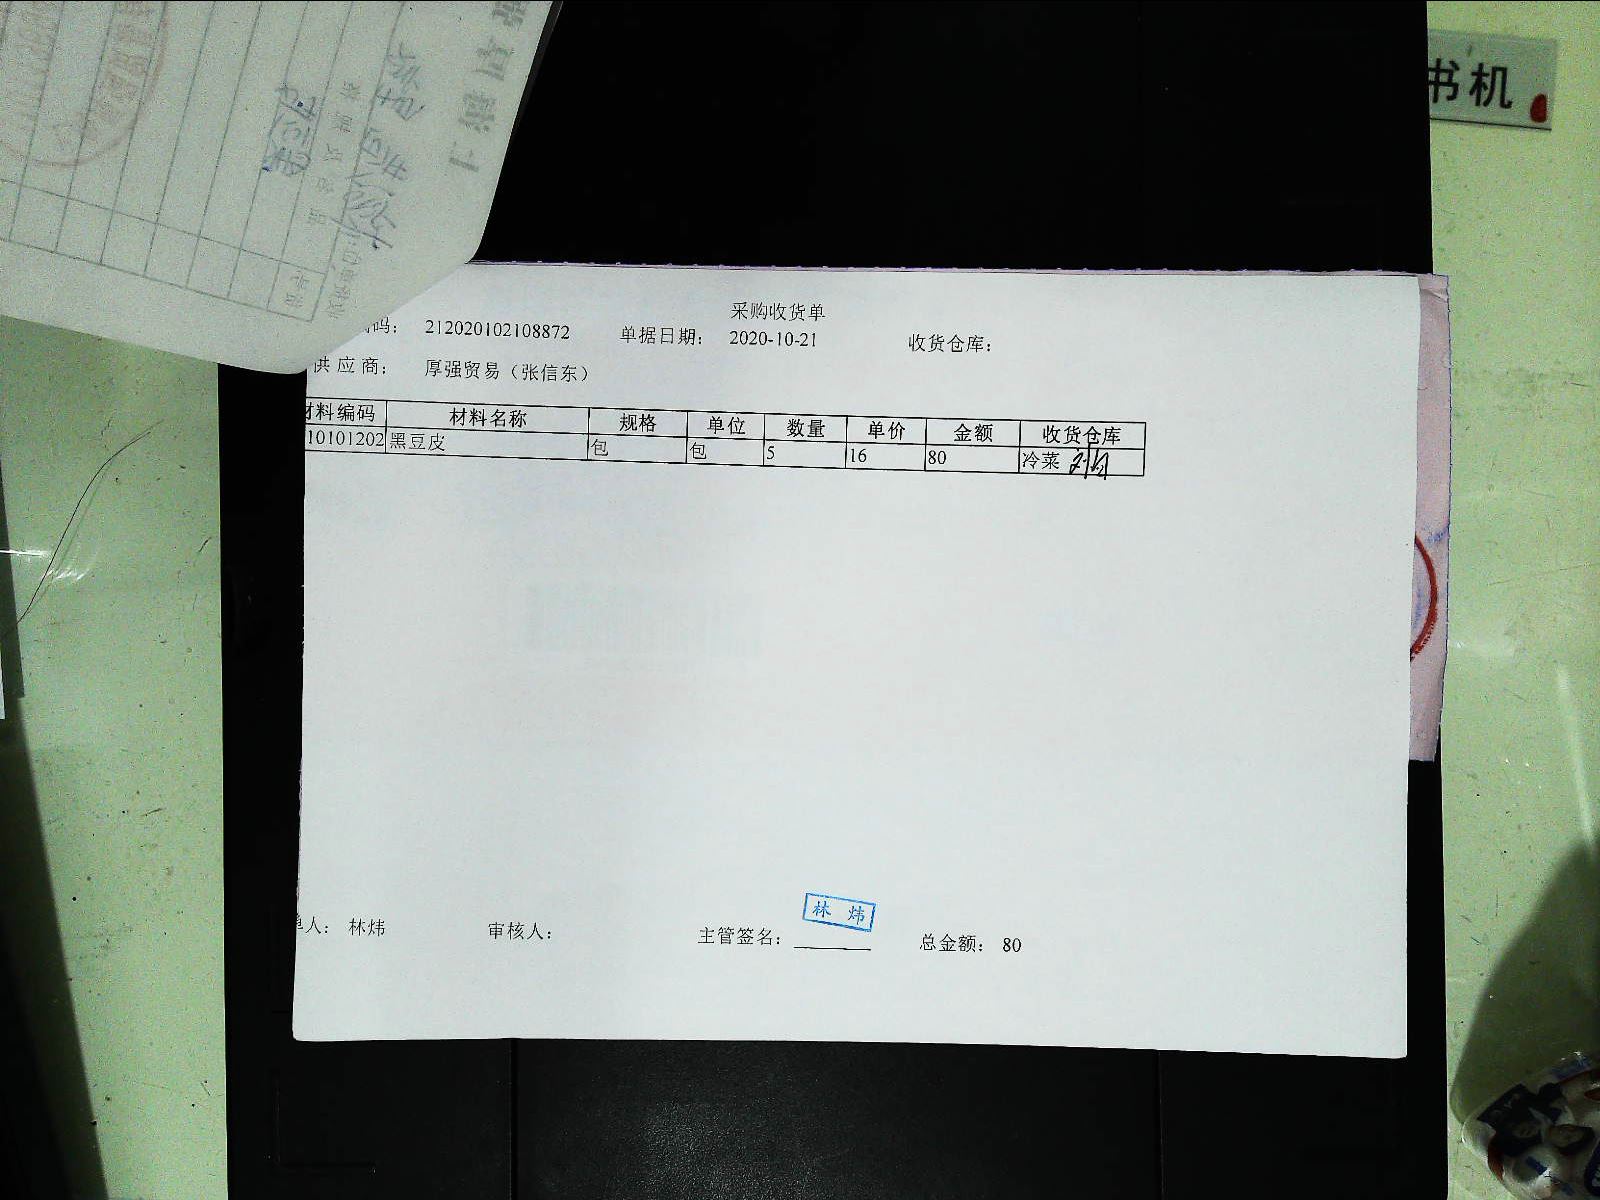 书机
采购收货单
码： 212020102108872 单据日期： 2020-10-21 收货仓库：
供应商： 厚强贸易（张信东）
材料编码 材料名称 规格 单位 数量 单价 金额 收货仓库
10101202 黑豆皮 包 包 5 16 80 冷菜
林炜
单人： 林炜 审核人： 主管签名： 总金额： 80